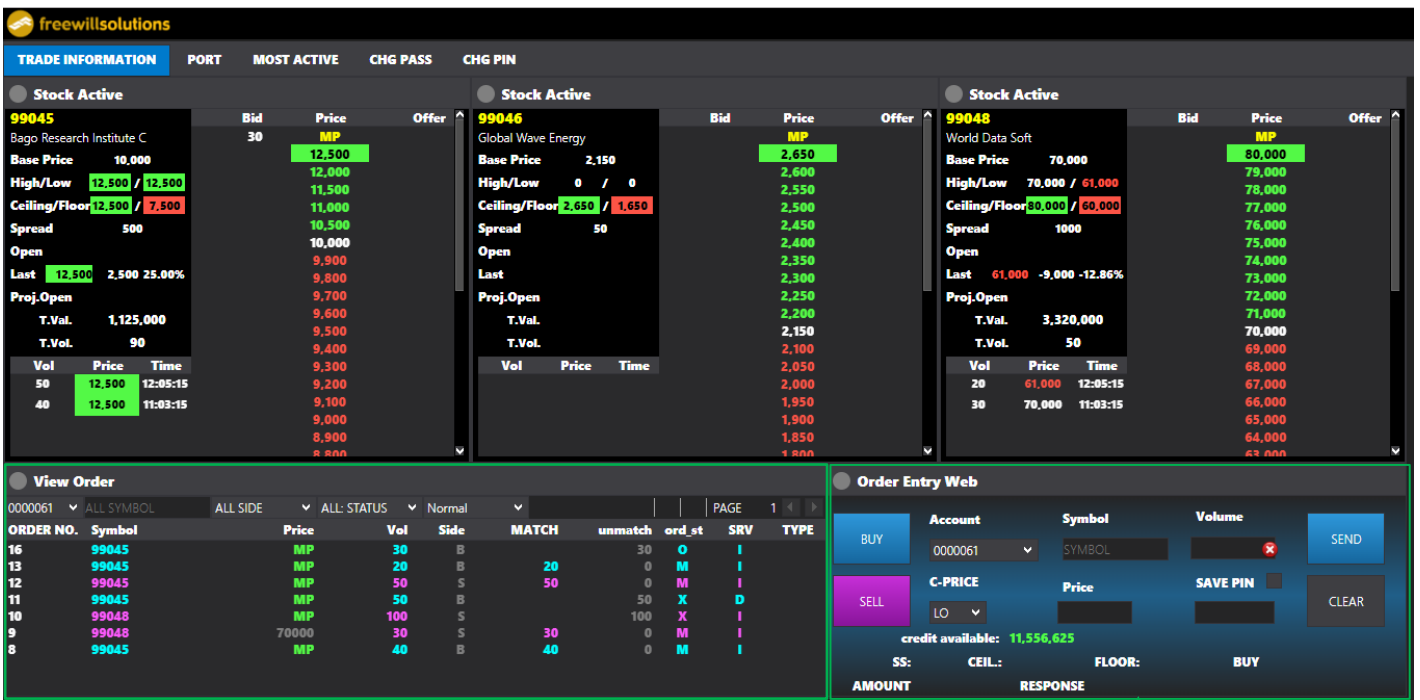 freewillsolutions
TRADE INFORMATION PORT MOST ACTIVE CHG PASS CHG PIN
Stock Active
99045 Bid Price Offer
Bago Research Institute C 30 MP
Base Price 10,000 12,500
12,000
High/Low 12,500 / 12,500 11,500
Ceiling/Floor 12,500 / 7,500 11,000
Spread 500 10,500
Open 10,000
9,900
Last 12,500 2,500 25.00% 9,800
Proj.Open 9,700
T.Val. 1,125,000 9,600
9,500
T.Vol. 90 9,400
Vol Price Time 9,300
50 12,500 12:05:15 9,200
40 12,500 11:03:15 9,100
9,000
8,900
8,800
Stock Active
99046 Bid Price Offer
Global Wave Energy MP
Base Price 2,150 2,650
2,600
High/Low 0 / 0 2,550
Ceiling/Floor 2,650 / 1,650 2,500
Spread 50 2,450
Open 2,400
2,350
Last 2,300
Proj.Open 2,250
T.Val. 2,200
2,150
T.Vol. 2,100
Vol Price Time 2,050
2,000
1,950
1,900
1,850
1,800
Stock Active
99048 Bid Price Offer
World Data Soft MP
Base Price 70,000 80,000
79,000
High/Low 70,000 / 61,000 78,000
Ceiling/Floor 80,000 / 60,000 77,000
Spread 1000 76,000
Open 75,000
74,000
Last 61,000 -9,000 -12.86% 73,000
Proj.Open 72,000
T.Val. 3,320,000 71,000
70,000
T.Vol. 50 69,000
Vol Price Time 68,000
20 61,000 12:05:15 67,000
30 70,000 11:03:15 66,000
65,000
64,000
63,000
View Order
0000061 ALL SYMBOL ALL SIDE ALL: STATUS Normal PAGE 1
ORDER NO. Symbol Price Vol Side MATCH unmatch ord_st SRV TYPE
16 99045 MP 30 B 30 O I
13 99045 MP 20 B 20 0 M I
12 99045 MP 50 S 50 0 M I
11 99045 MP 50 B 50 X D
10 99048 MP 100 S 100 X I
9 99048 70000 30 S 30 0 M I
8 99045 MP 40 B 40 0 M I
Order Entry Web
Account Symbol Volume
BUY 0000061 SYMBOL SEND
C-PRICE Price SAVE PIN
SELL LO CLEAR
credit available: 11,556,625
SS: CEIL.: FLOOR: BUY
AMOUNT RESPONSE